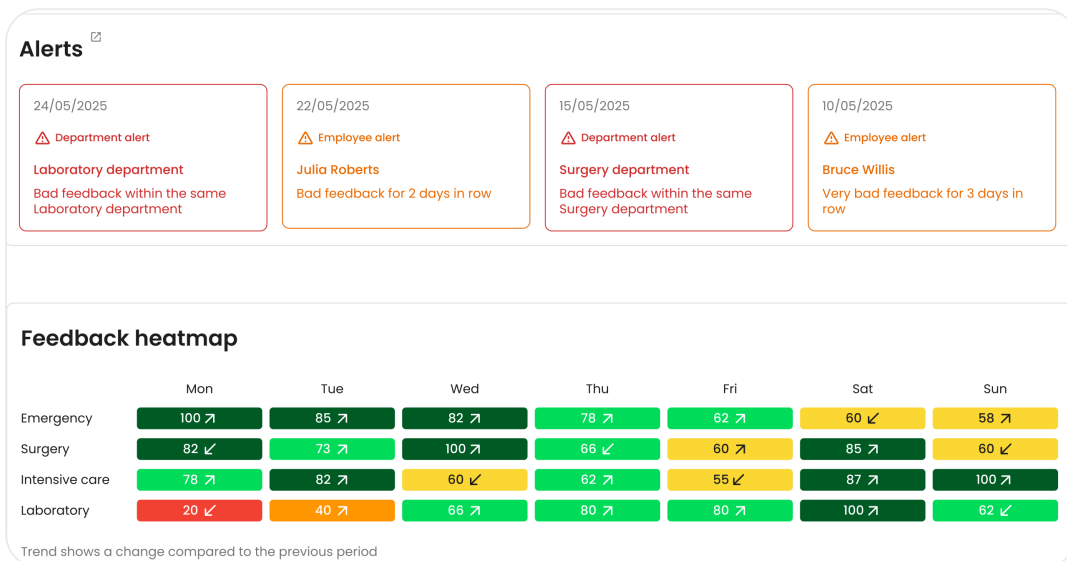 Alerts
24/05/2025
Department alert
Laboratory department
Bad feedback within the same
Laboratory department
22/05/2025
Employee alert
Julia Roberts
Bad feedback for 2 days in row
15/05/2025
Department alert
Surgery department
Bad feedback within the same
Surgery department
10/05/2025
Employee alert
Bruce Willis
Very bad feedback for 3 days in
row
Feedback heatmap
Mon Tue Wed Thu Fri Sat Sun
Emergency 100 ↗ 85 ↗ 82 ↗ 78 ↗ 62 ↗ 60 ↙ 58 ↗
Surgery 82 ↙ 73 ↗ 100 ↗ 66 ↙ 60 ↗ 85 ↗ 60 ↙
Intensive care 78 ↗ 82 ↗ 60 ↙ 62 ↗ 55 ↙ 87 ↗ 100 ↗
Laboratory 20 ↙ 40 ↗ 66 ↗ 80 ↗ 80 ↗ 100 ↗ 62 ↙
Trend shows a change compared to the previous period